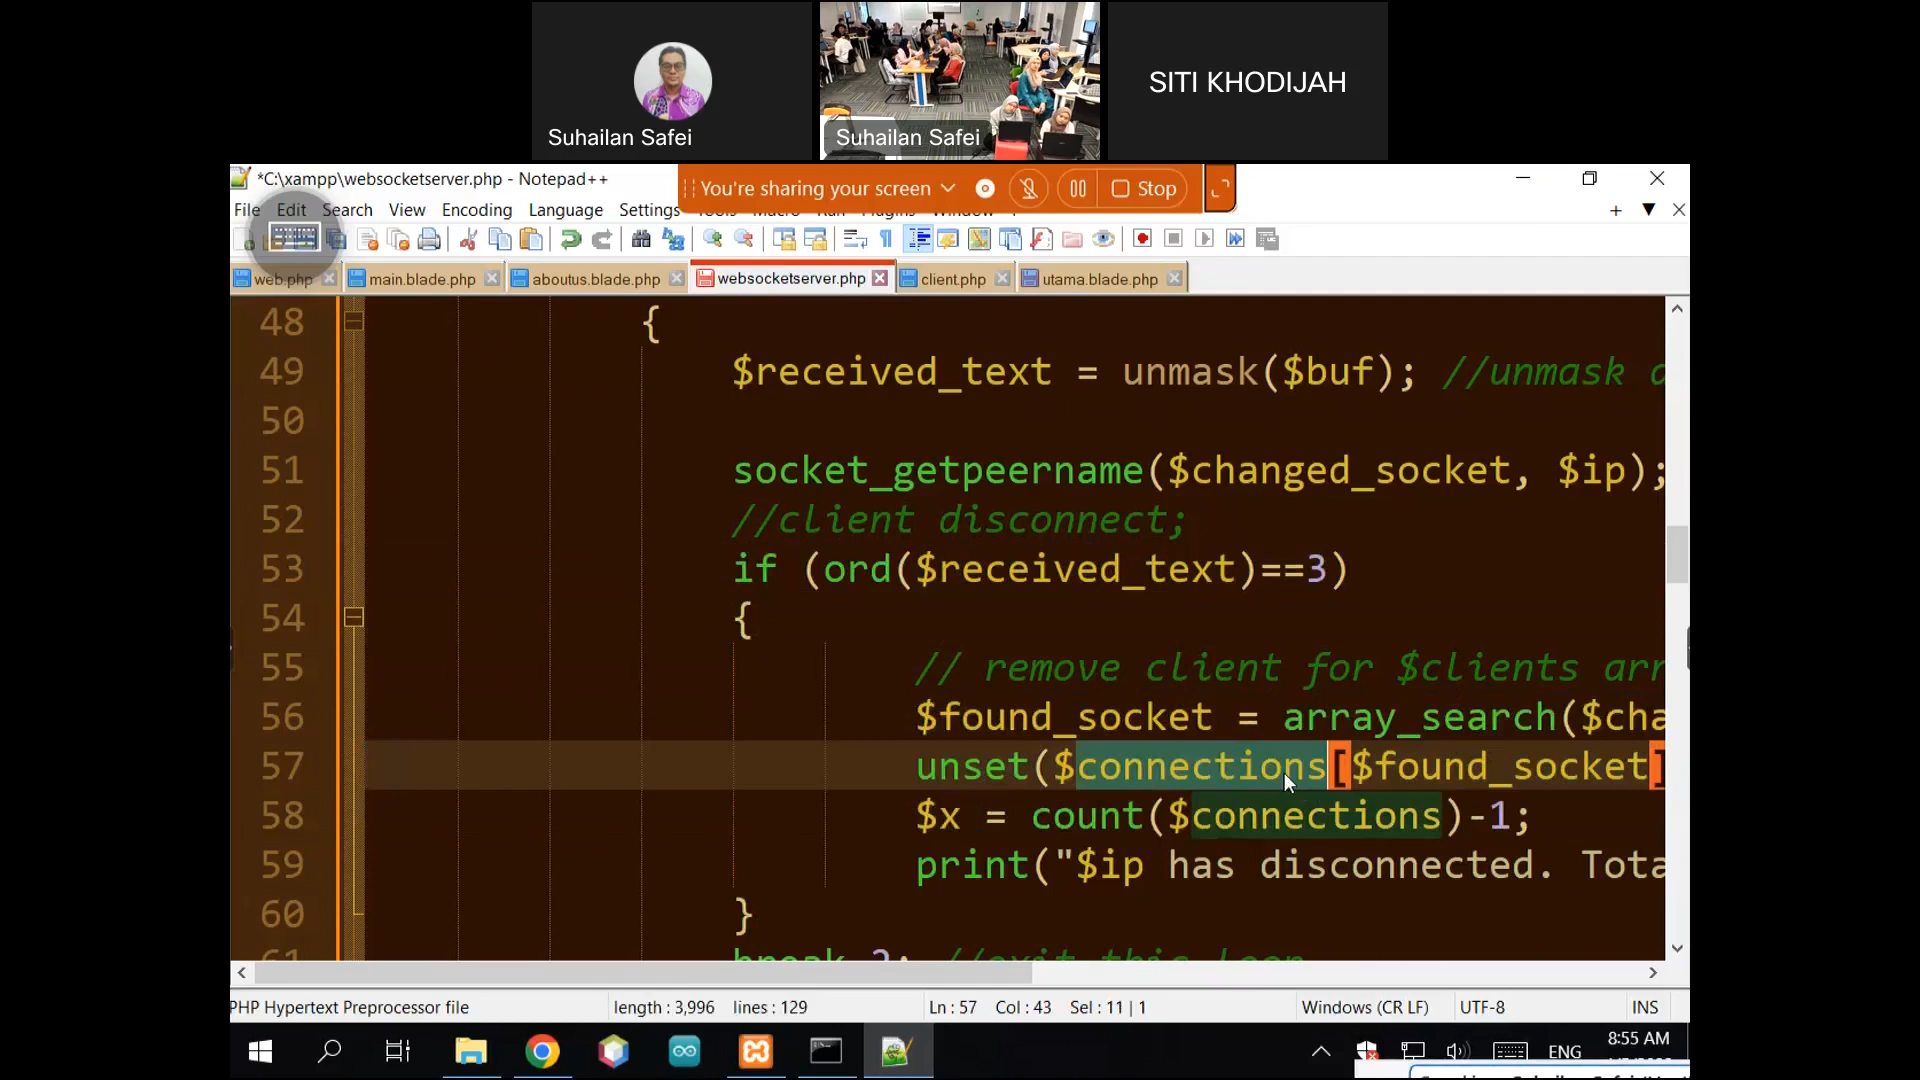 Suhailan Safei
Suhailan Safei
SITI KHODIJAH
*C:\xampp\websocketserver.php - Notepad++
You're sharing your screen
Stop
File Edit Search View Encoding Language Settings
web.php main.blade.php aboutus.blade.php websocketserver.php client.php utama.blade.php
48 {
49 $received_text = unmask($buf); //unmask
50
51 socket_getpeername($changed_socket, $ip);
52 //client disconnect;
53 if (ord($received_text)==3)
54 {
55 // remove client for $clients arr
56 $found_socket = array_search($cha
57 unset($connections[$found_socket]
58 $x = count($connections)-1;
59 print("$ip has disconnected. Tota
60 }
PHP Hypertext Preprocessor file length : 3,996 lines : 129 Ln : 57 Col : 43 Sel : 11 | 1 Windows (CR LF) UTF-8 INS
ENG 8:55 AM